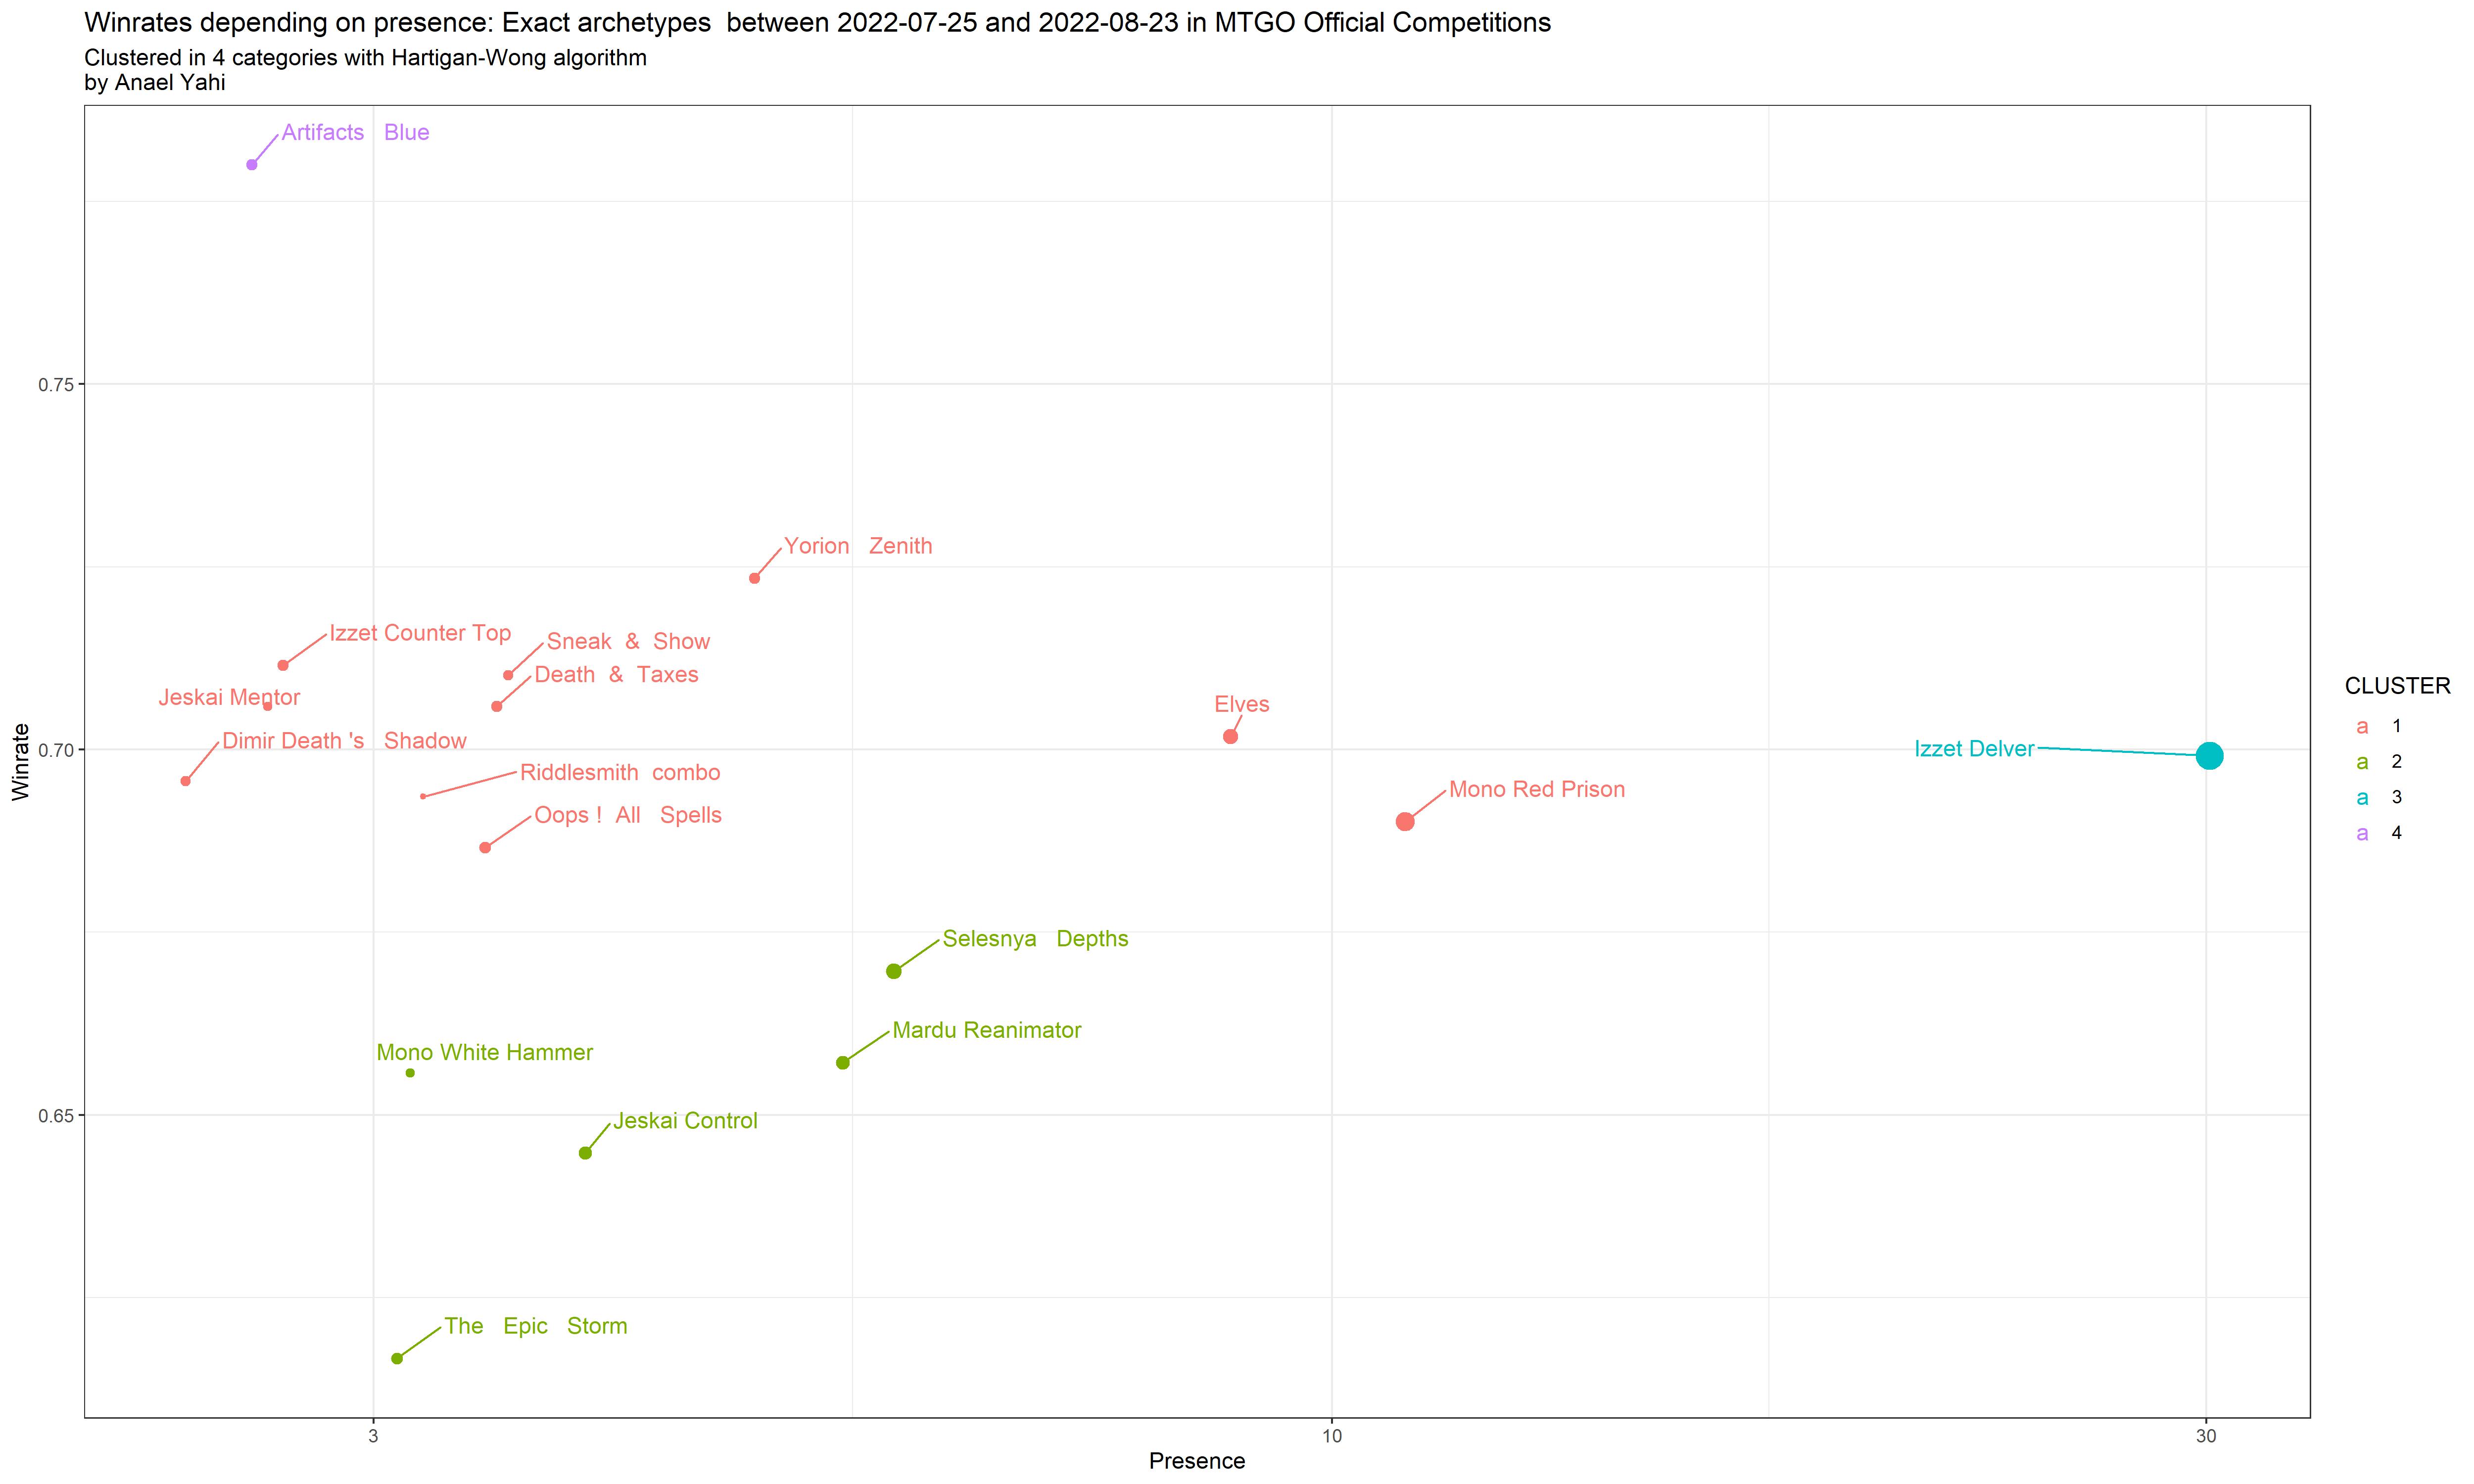 Winrates depending on presence: Exact archetypes  between 2022-07-25 and 2022-08-23 in MTGO Official Competitions
Clustered in 4 categories with Hartigan-Wong algorithm
by Anael Yahi
Artifacts   Blue
0.75
Yorion   Zenith
Izzet Counter Top
Sneak  &  Show
Death  &  Taxes
Jeskai Mentor
Elves
Dimir Death 's   Shadow
0.70
Izzet Delver
Riddlesmith  combo
Mono Red Prison
Oops !  All   Spells
Selesnya   Depths
Mardu Reanimator
Mono White Hammer
0.65
Jeskai Control
The   Epic   Storm
Winrate
3
10
30
Presence
CLUSTER
a 1
a 2
a 3
a 4